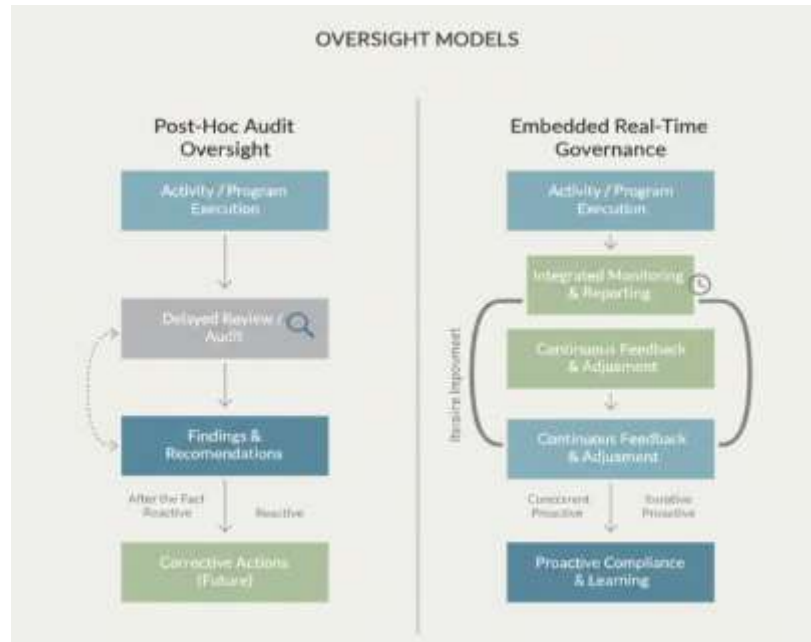 OVERSIGHT MODELS
Post-Hoc Audit
Oversight
Activity / Program
Execution
Delayed Review /
Audit
Findings &
Recomendations
After the Fact
Reactive
Reactive
Corrective Actions
(Future)
Embedded Real-Time
Governance
Activity / Program
Execution
Integrated Monitoring
& Reporting
Continuous Feedback
& Adjusment
Continuous Feedback
& Adjusment
Proactive
Proactive
Proactive Compliance
& Learning